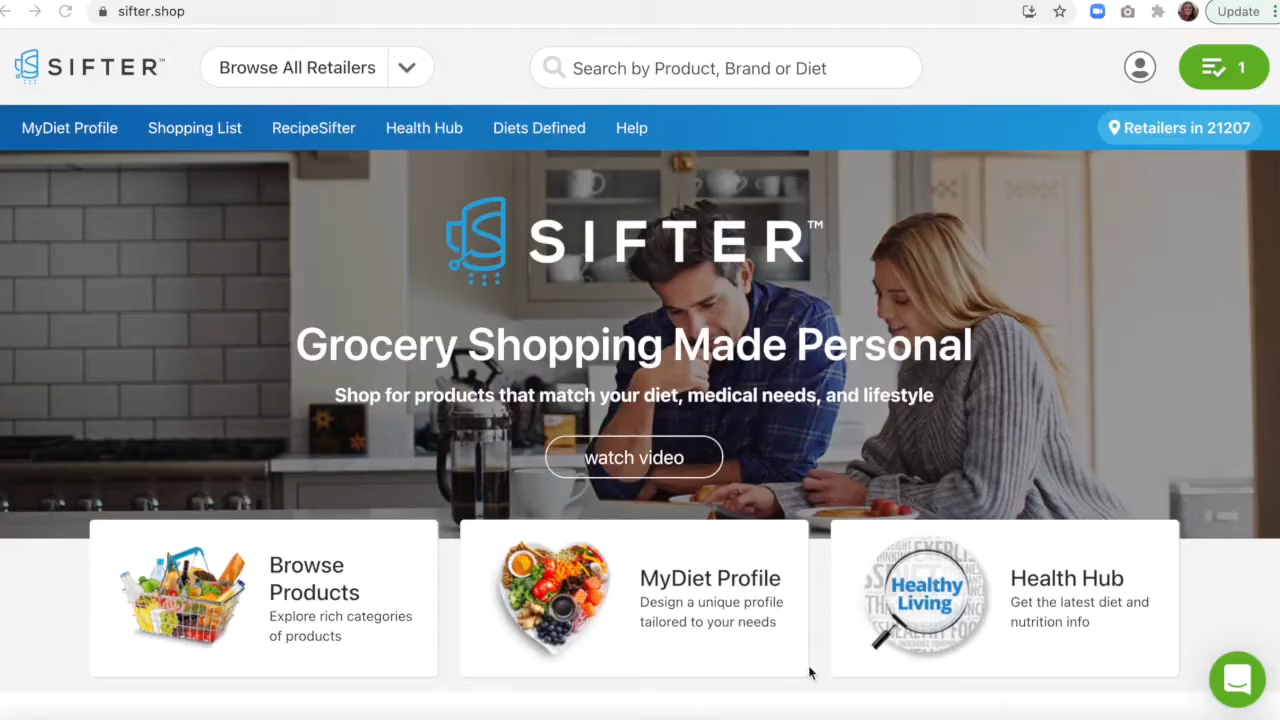 sifter.shop
Update
SIFTER™
Browse All Retailers
Search by Product, Brand or Diet
1
MyDiet Profile
Shopping List
RecipeSifter
Health Hub
Diets Defined
Help
Retailers in 21207
SIFTER™
Grocery Shopping Made Personal
Shop for products that match your diet, medical needs, and lifestyle
watch video
Browse
Products
Explore rich categories
of products
MyDiet Profile
Design a unique profile
tailored to your needs
Healthy
Living
Health Hub
Get the latest diet and
nutrition info